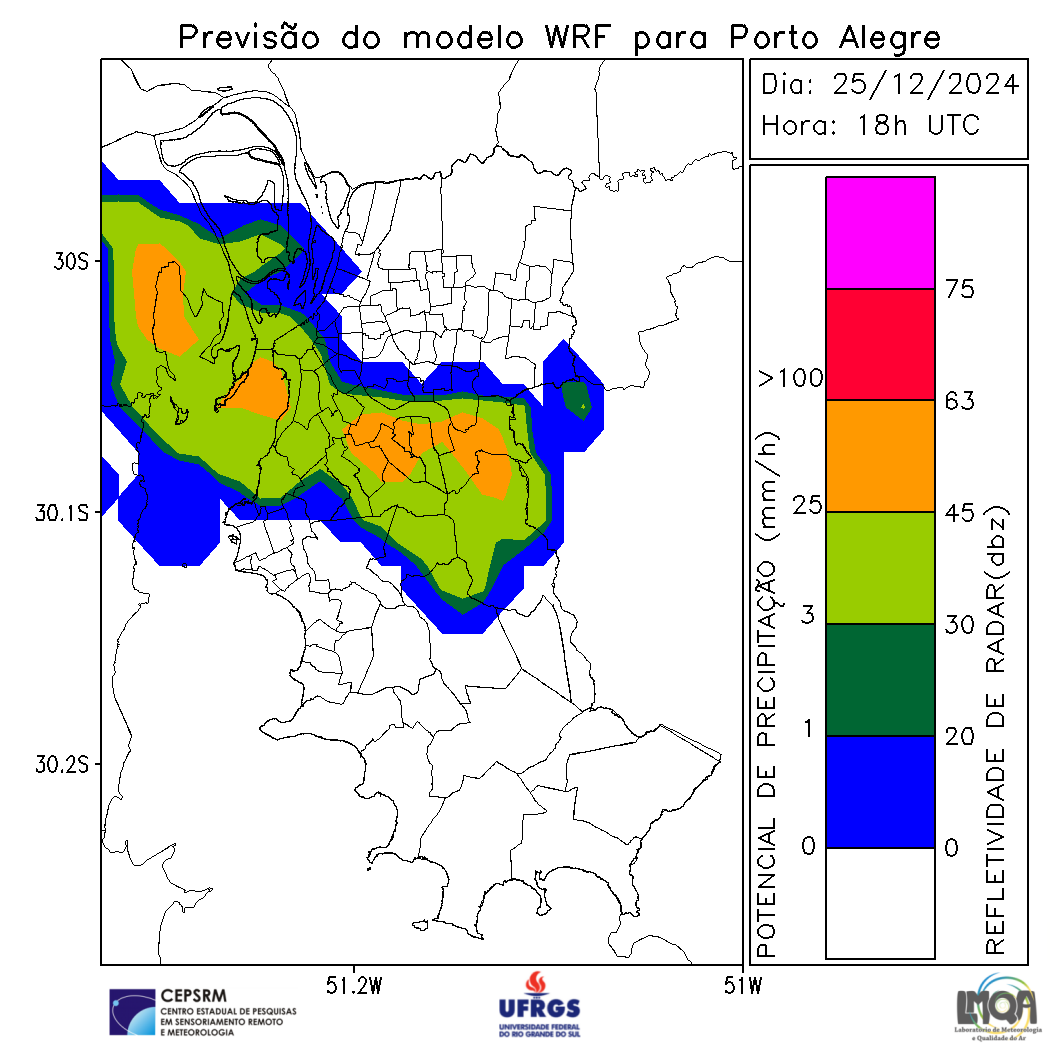 Previsão do modelo WRF para Porto Alegre
Dia: 25/12/2024
Hora: 18h UTC
30S
30.1S
30.2S
51.2W
51W
POTENCIAL DE PRECIPITAÇÃO (mm/h)
>100
25
3
1
0
75
63
45
30
20
0
REFLETIVIDADE DE RADAR(dbz)
CEPSRM
CENTRO ESTADUAL DE PESQUISAS
EM SENSORIAMENTO REMOTO
E METEOROLOGIA
UFRGS
UNIVERSIDADE FEDERAL
DO RIO GRANDE DO SUL
LMQA
Laboratório de Meteorologia
e Qualidade do Ar